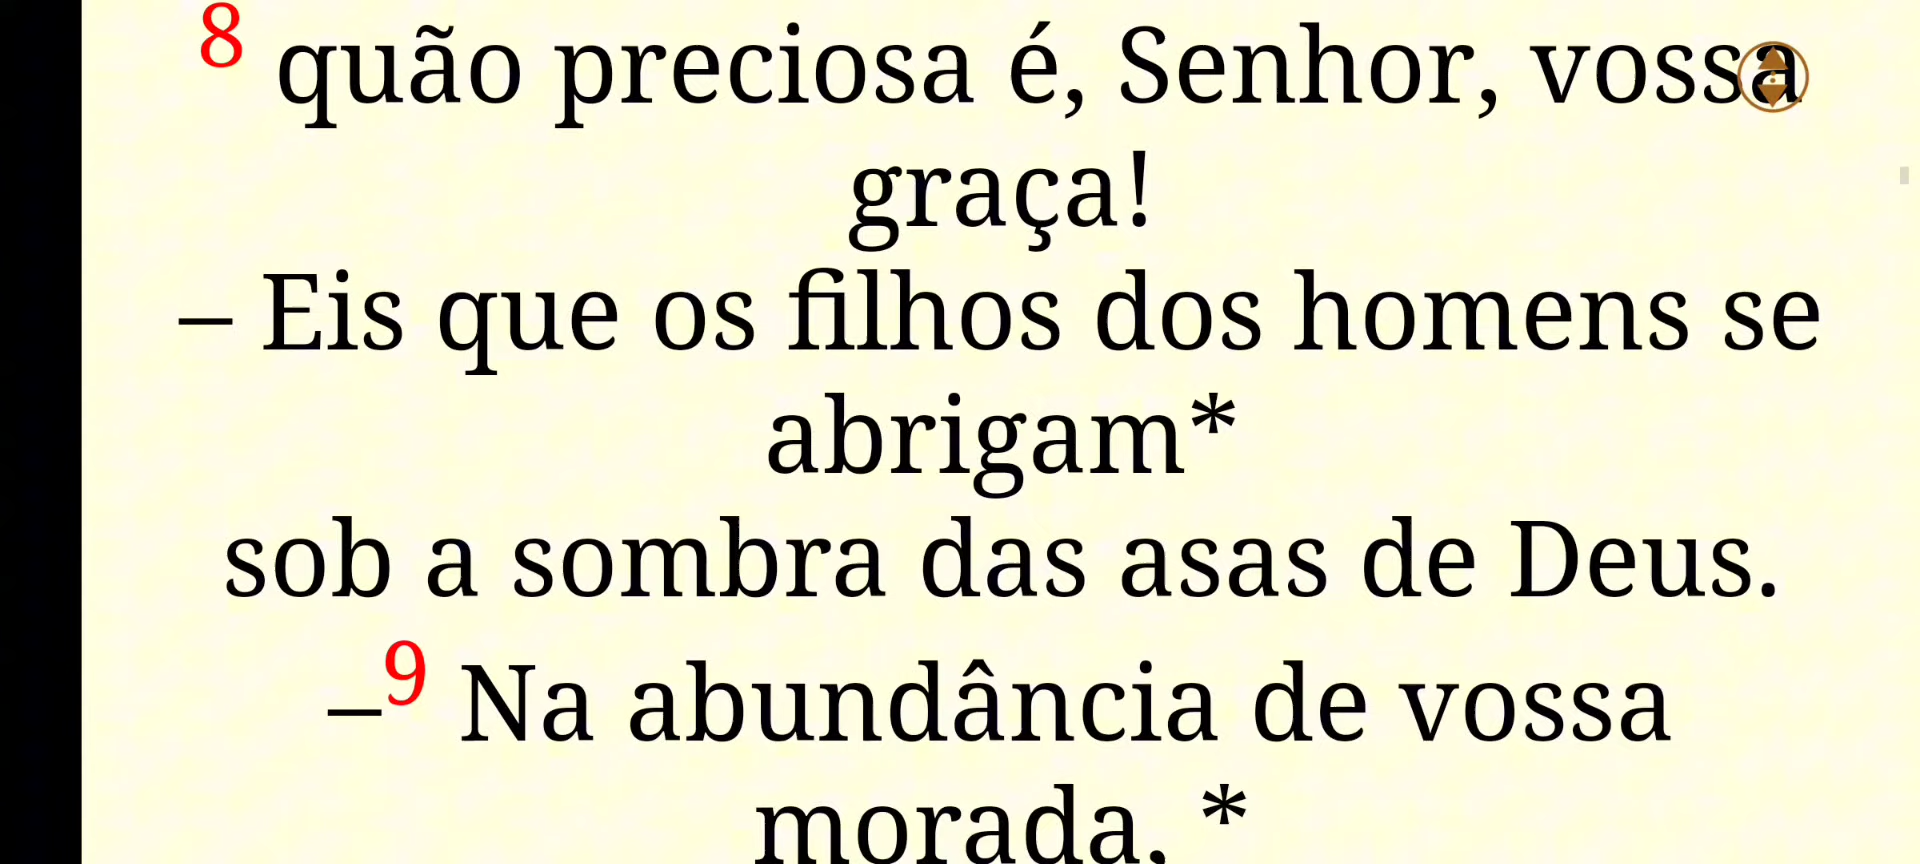 8 quão preciosa é, Senhor, vossa
graça!
– Eis que os filhos dos homens se
abrigam*
sob a sombra das asas de Deus.
–9 Na abundância de vossa
morada, *